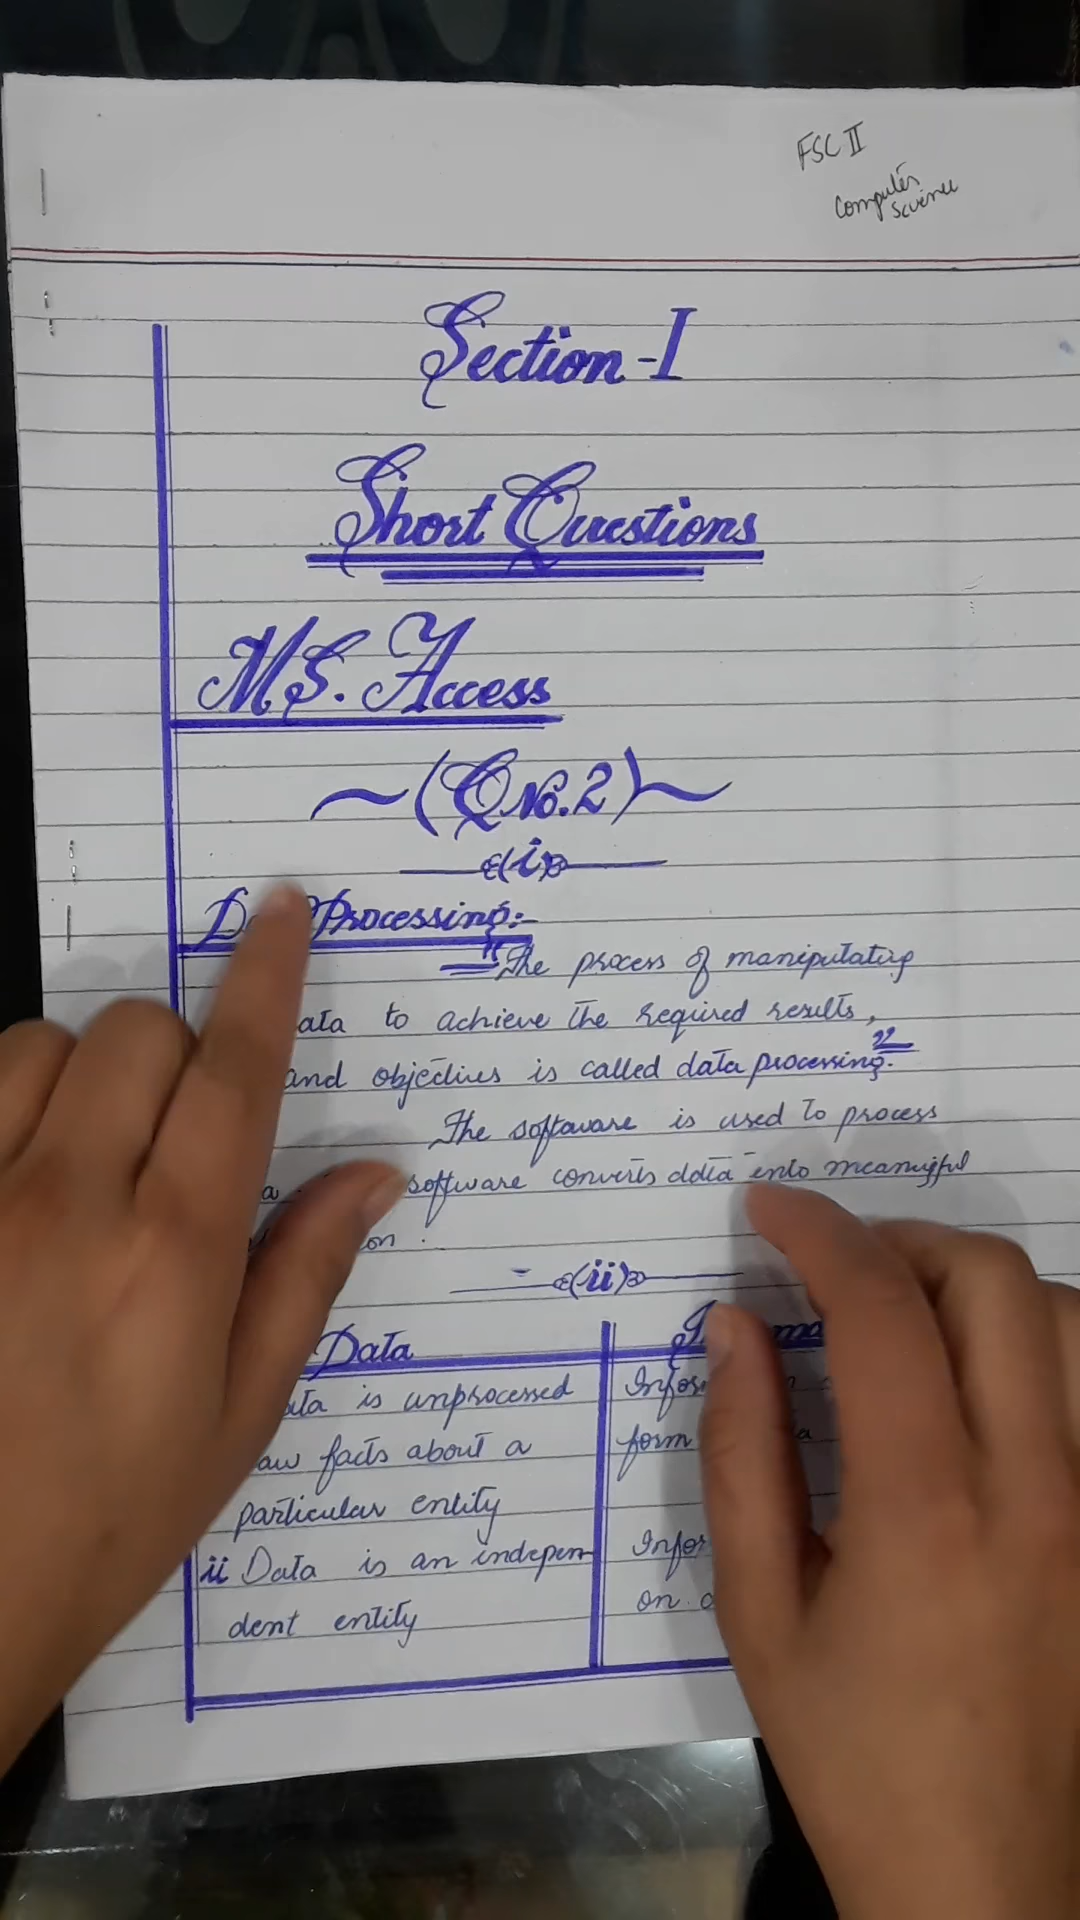 FSC II
Computer
Science
Section-I
Short Questions
MS. Access
(Q No.2)
(i)
Processing:-
"The process of manipulating
ata to achieve the required results,
and objectives is called data processing."
The software is used to process
a software converts data into meaningful
on.
(ii)
Data
ata is unprocessed
aw facts about a
form
particular entity
ii Data is an indepen
dent entity
on